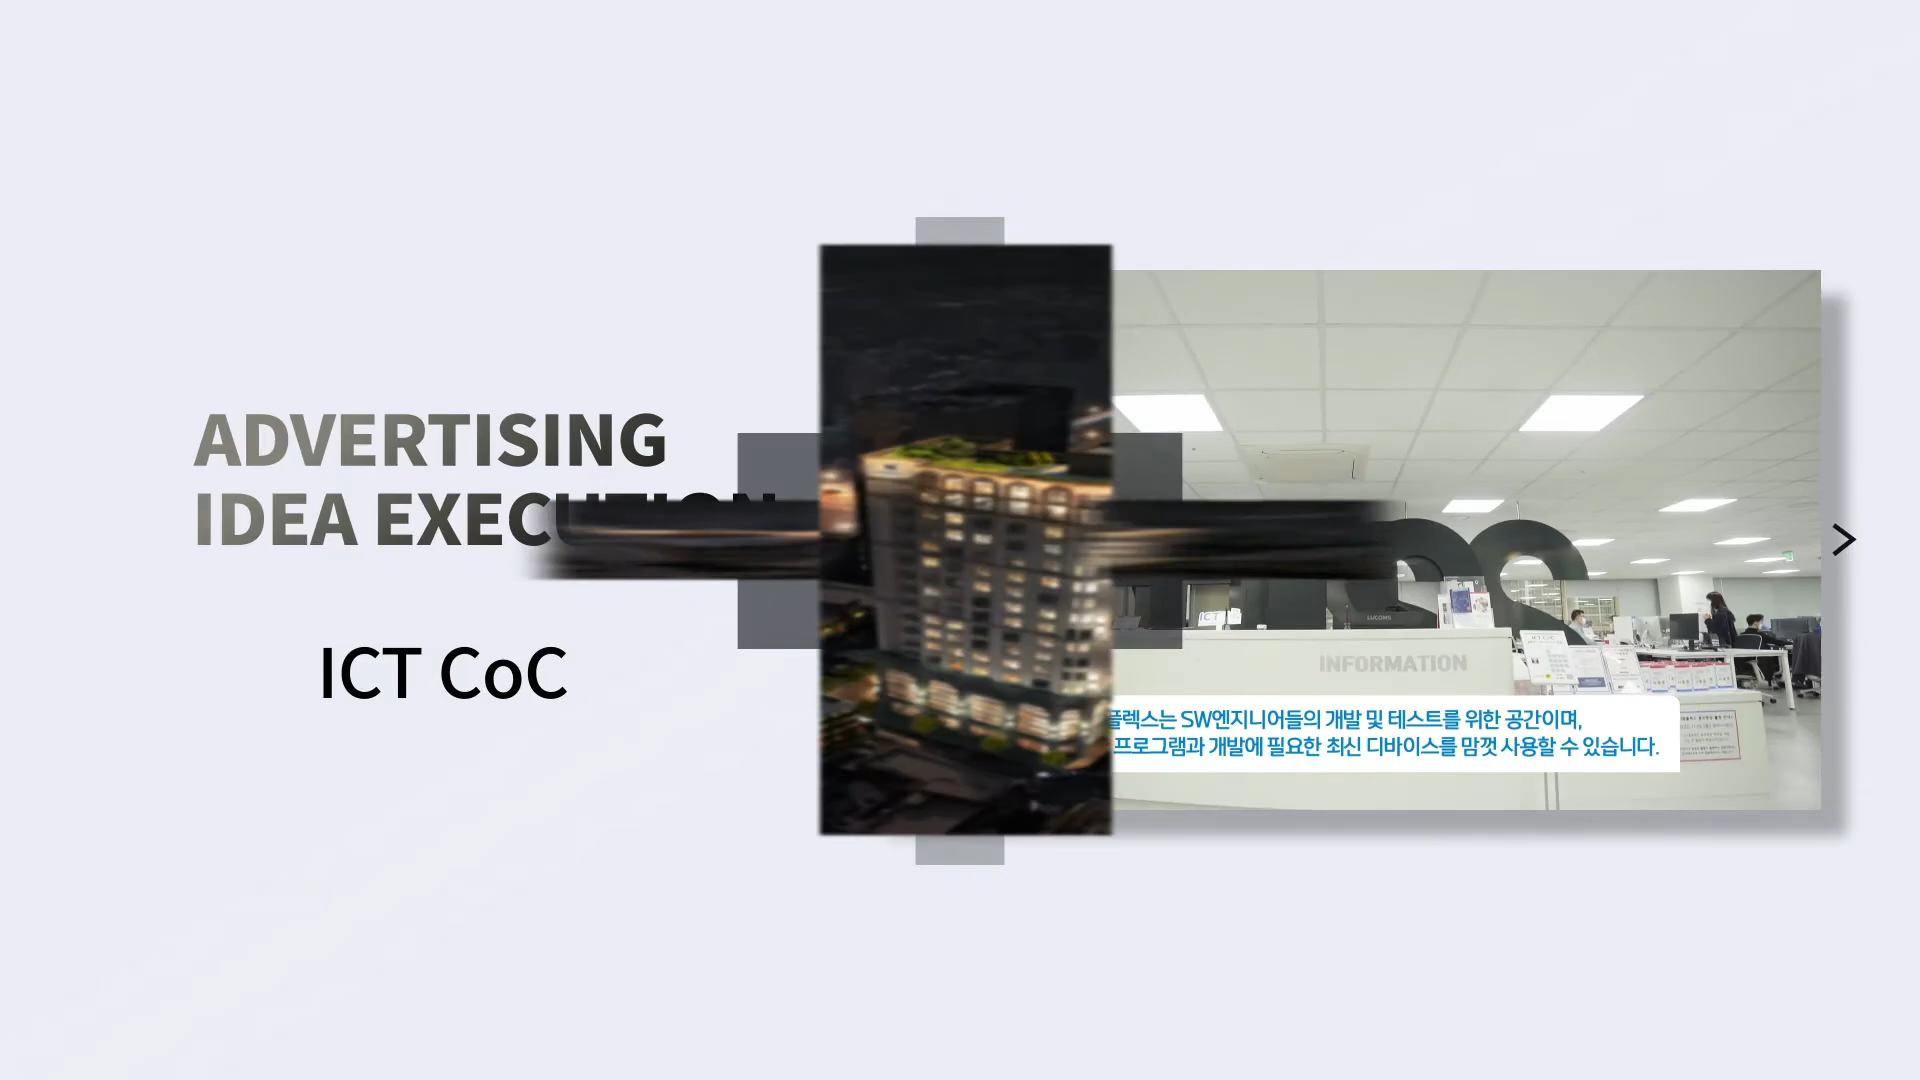 ADVERTISING
IDEA EXECUTION
ICT CoC
ICT
LUCOMS
INFORMATION
플렉스는 SW엔지니어들의 개발 및 테스트를 위한 공간이며,
프로그램과 개발에 필요한 최신 디바이스를 맘껏 사용할 수 있습니다.